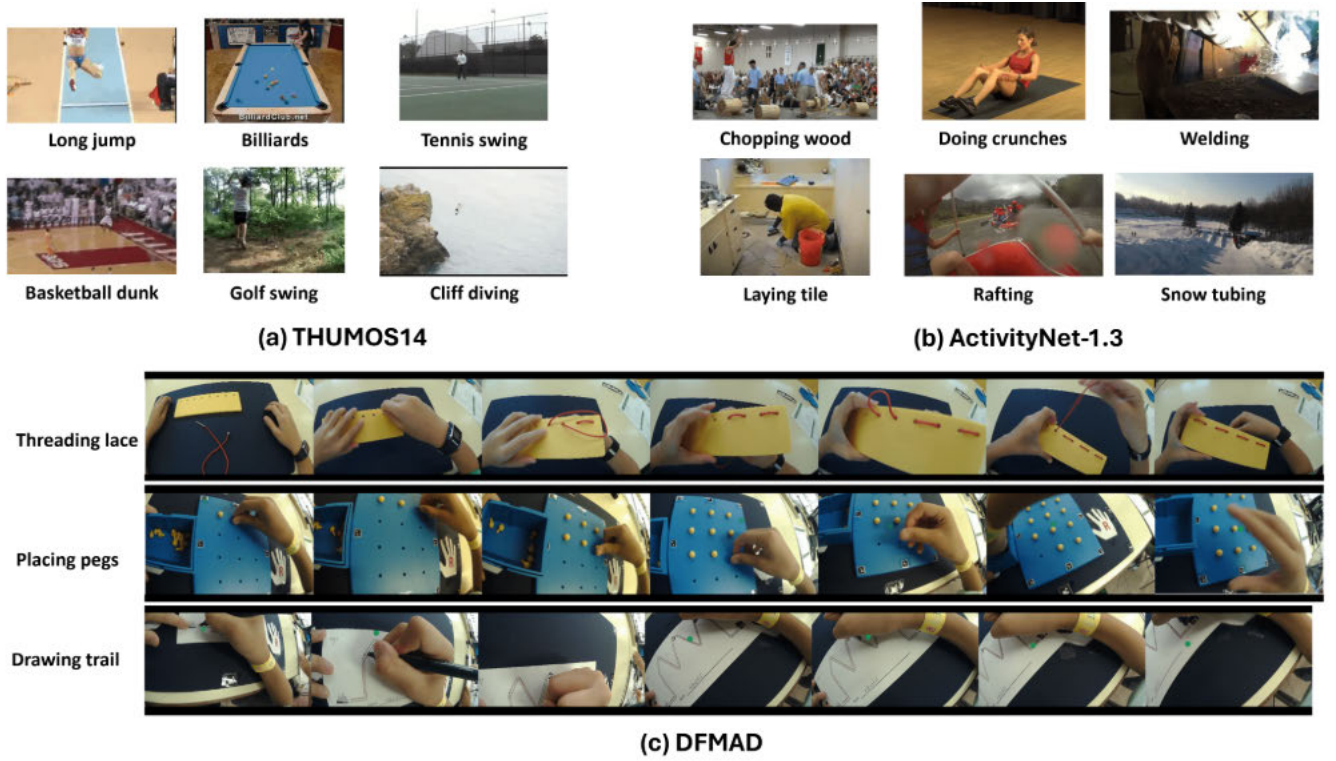 BilliardClub.net
Long jump
Billiards
Tennis swing
Chopping wood
Doing crunches
Welding
Basketball dunk
Golf swing
Cliff diving
Laying tile
Rafting
Snow tubing
(a) THUMOS14
(b) ActivityNet-1.3
Threading lace
Placing pegs
Drawing trail
(c) DFMAD